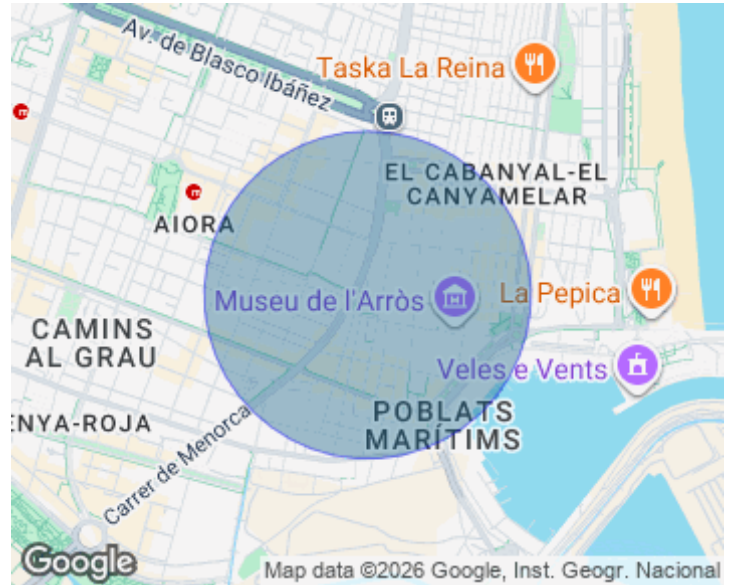 Av. de Blasco Ibáñez
Taska La Reina
EL CABANYAL-EL
CANYAMELAR
AIORA
Museu de l'Arròs
La Pepica
CAMINS
AL GRAU
Veles e Vents
ENYA-ROJA
POBLATS
MARÍTIMS
Carrer de Menorca
Google
Map data ©2026 Google, Inst. Geogr. Nacional